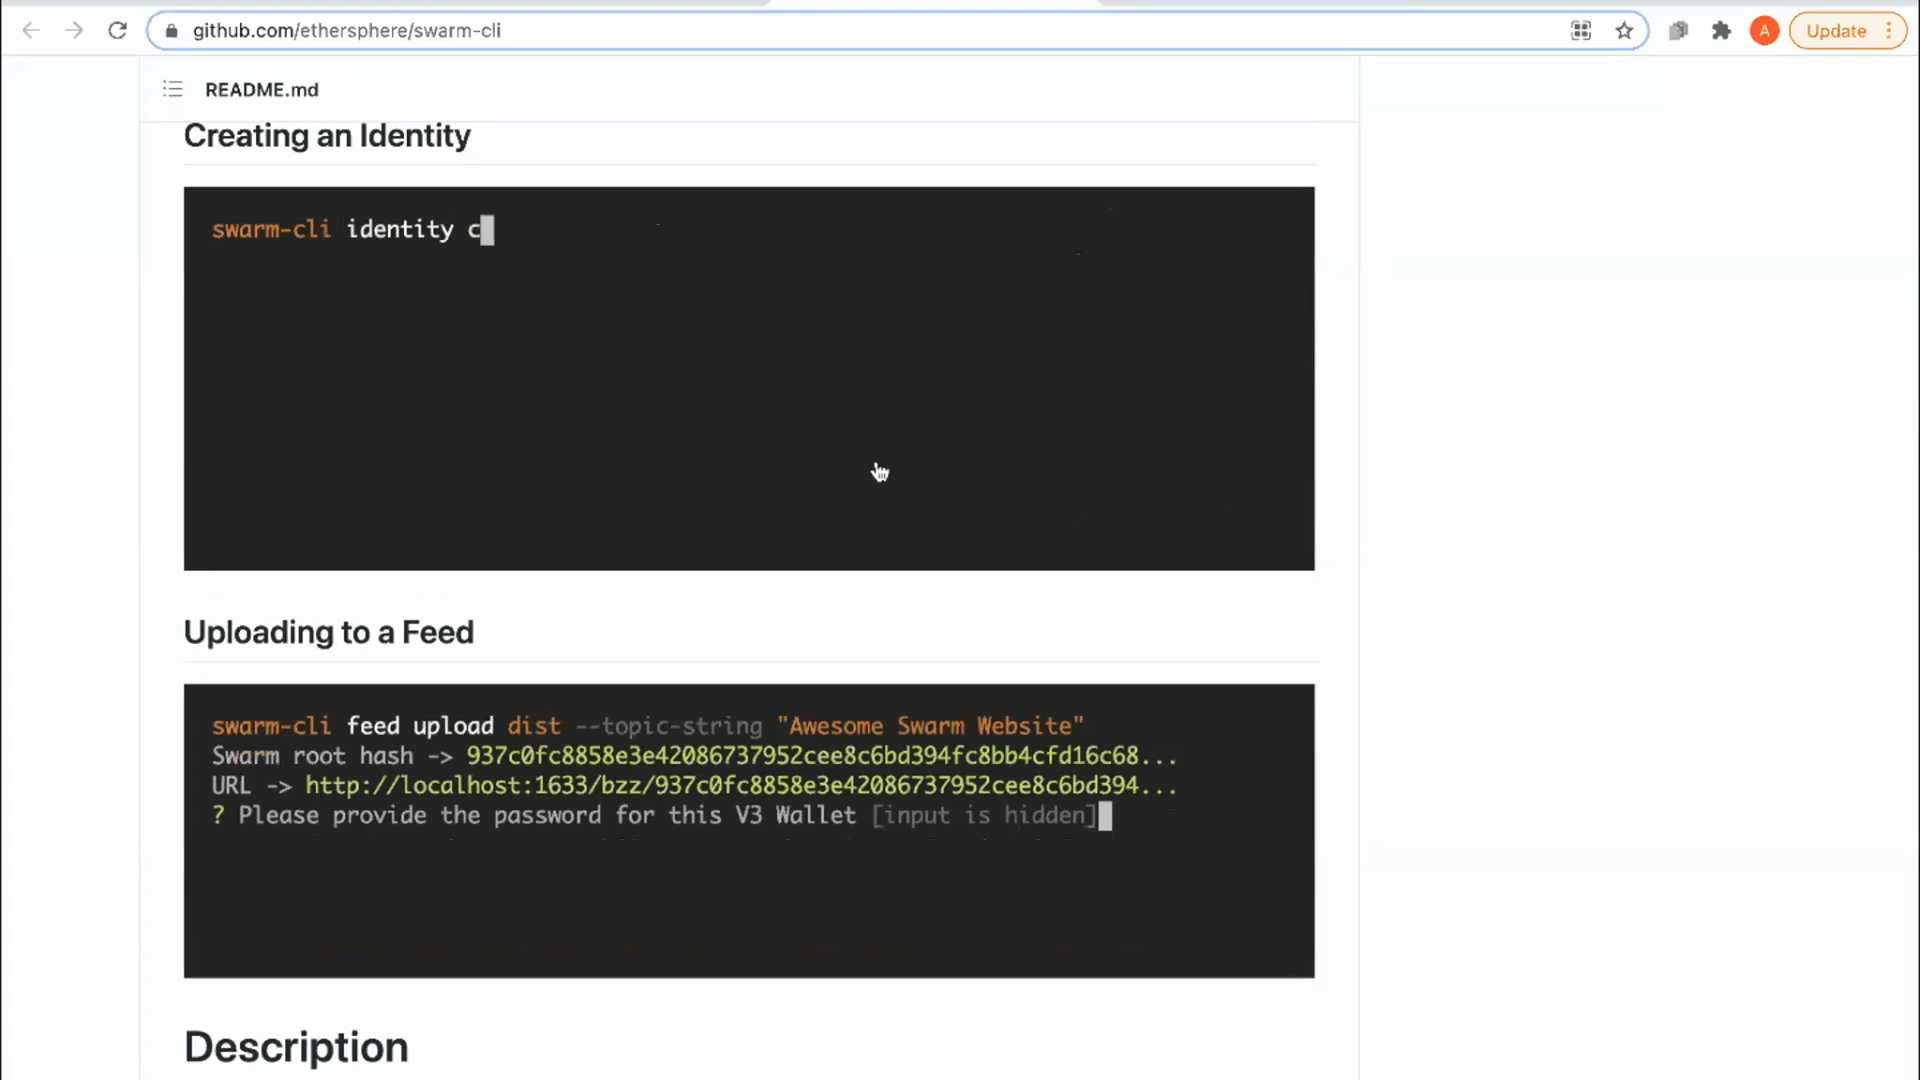 github.com/ethersphere/swarm-cli
A
Update
README.md
Creating an Identity
swarm-cli identity c
Uploading to a Feed
swarm-cli feed upload dist --topic-string "Awesome Swarm Website"
Swarm root hash -> 937c0fc8858e3e42086737952cee8c6bd394fc8bb4cfd16c68...
URL -> http://localhost:1633/bzz/937c0fc8858e3e42086737952cee8c6bd394...
? Please provide the password for this V3 Wallet [input is hidden]
Description